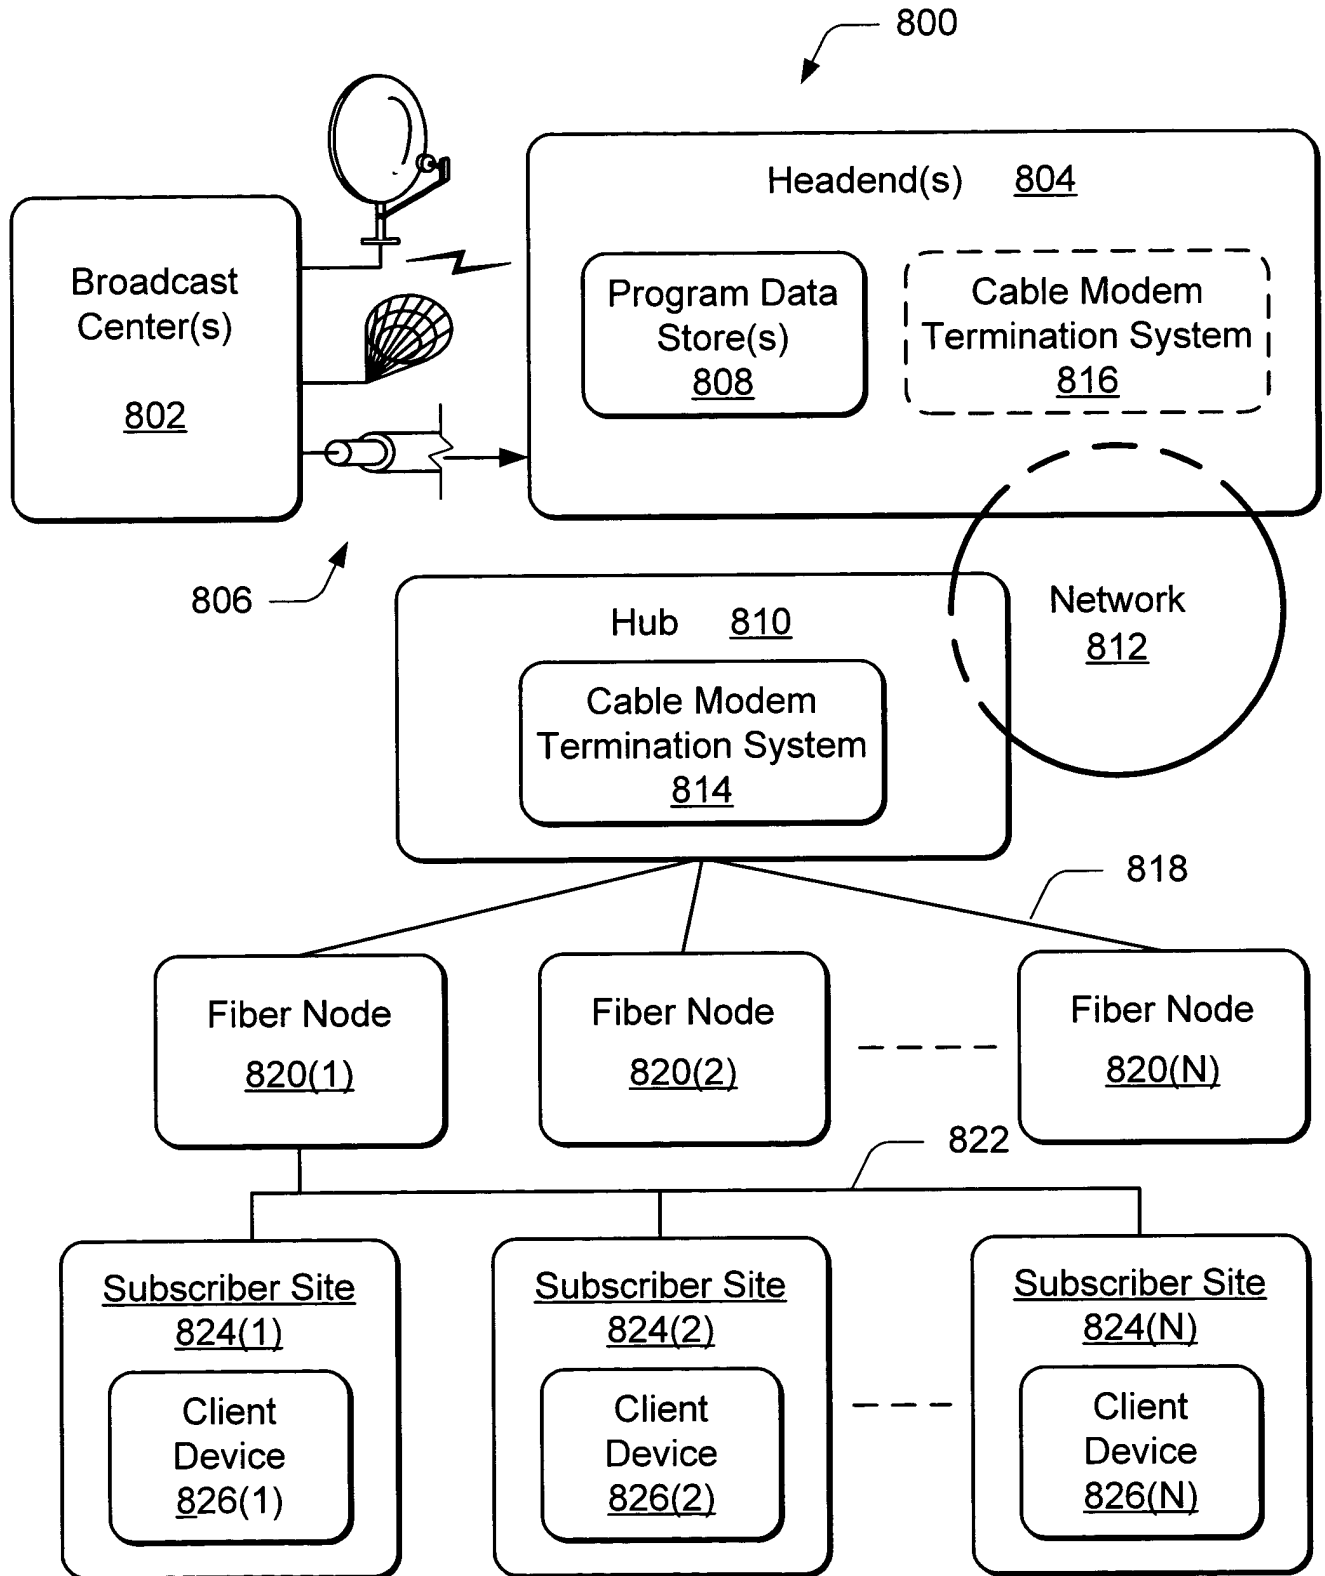 800
Headend(s) 804
Broadcast
Center(s)
802
Program Data
Store(s)
808
Cable Modem
Termination System
816
806
Network
812
Hub 810
Cable Modem
Termination System
814
818
Fiber Node
820(1)
Fiber Node
820(2)
Fiber Node
820(N)
822
Subscriber Site
824(1)
Client
Device
826(1)
Subscriber Site
824(2)
Client
Device
826(2)
Subscriber Site
824(N)
Client
Device
826(N)